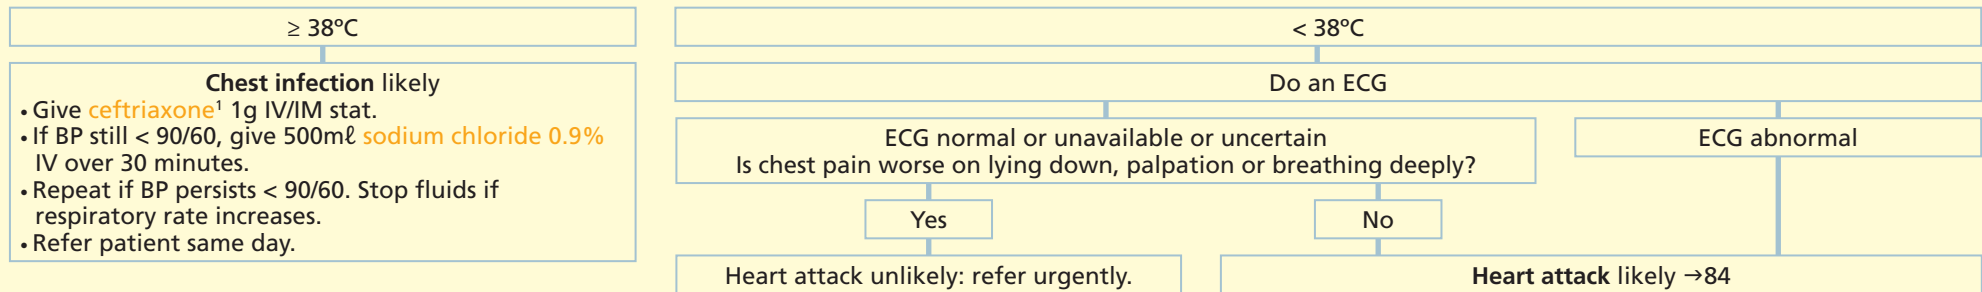 ≥ 38ºC
Chest infection likely
• Give ceftriaxone¹ 1g IV/IM stat.
• If BP still < 90/60, give 500mℓ sodium chloride 0.9%
IV over 30 minutes.
• Repeat if BP persists < 90/60. Stop fluids if
respiratory rate increases.
• Refer patient same day.
< 38ºC
Do an ECG
ECG normal or unavailable or uncertain
Is chest pain worse on lying down, palpation or breathing deeply?
ECG abnormal
Yes
No
Heart attack unlikely: refer urgently.
Heart attack likely →84